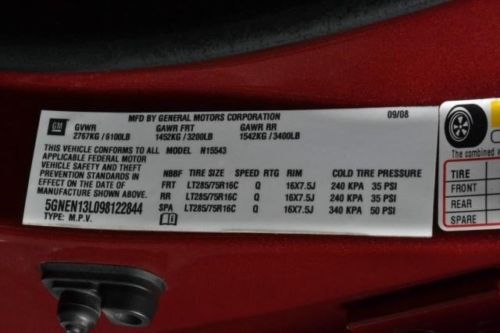 MFD BY GENERAL MOTORS CORPORATION 09/08
GM
GVWR GAWR FRT GAWR RR
2767KG/6100LB 1452KG/3200LB 1542KG/3400LB
THIS VEHICLE CONFORMS TO ALL MODEL N15543
APPLICABLE FEDERAL MOTOR
VEHICLE SAFETY AND THEFT
PREVENTION STANDARDS IN
EFFECT ON THE DATE OF
MANUFACTURE SHOWN ABOVE.
5GNEN13L098122844
TYPE: M.P.V.
NBBF TIRE SIZE SPEED RTG RIM COLD TIRE PRESSURE
FRT LT285/75R16C Q 16X7.5J 240 KPA 35 PSI
RR LT285/75R16C Q 16X7.5J 240 KPA 35 PSI
SPA LT285/75R16C Q 16X7.5J 340 KPA 50 PSI
TIRE
FRONT
REAR
SPARE